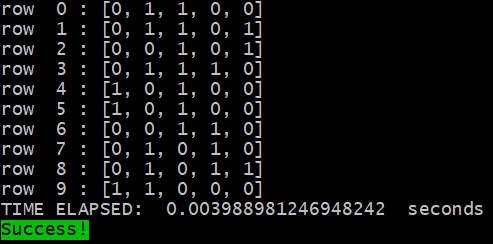 row  0 : [0, 1, 1, 0, 0]
row  1 : [0, 1, 1, 0, 1]
row  2 : [0, 0, 1, 0, 1]
row  3 : [0, 1, 1, 1, 0]
row  4 : [1, 0, 1, 0, 0]
row  5 : [1, 0, 1, 0, 0]
row  6 : [0, 0, 1, 1, 0]
row  7 : [0, 1, 0, 1, 0]
row  8 : [0, 1, 0, 1, 1]
row  9 : [1, 1, 0, 0, 0]
TIME ELAPSED:  0.003988981246948242  seconds
Success!